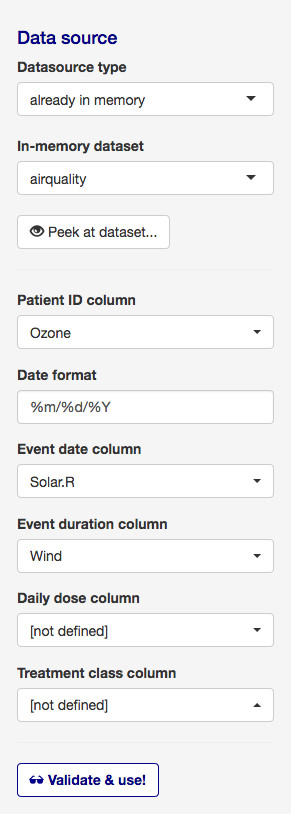 Data source
Datasource type
already in memory
In-memory dataset
airquality
Peek at dataset...
Patient ID column
Ozone
Date format
%m/%d/%Y
Event date column
Solar.R
Event duration column
Wind
Daily dose column
[not defined]
Treatment class column
[not defined]
Validate & use!